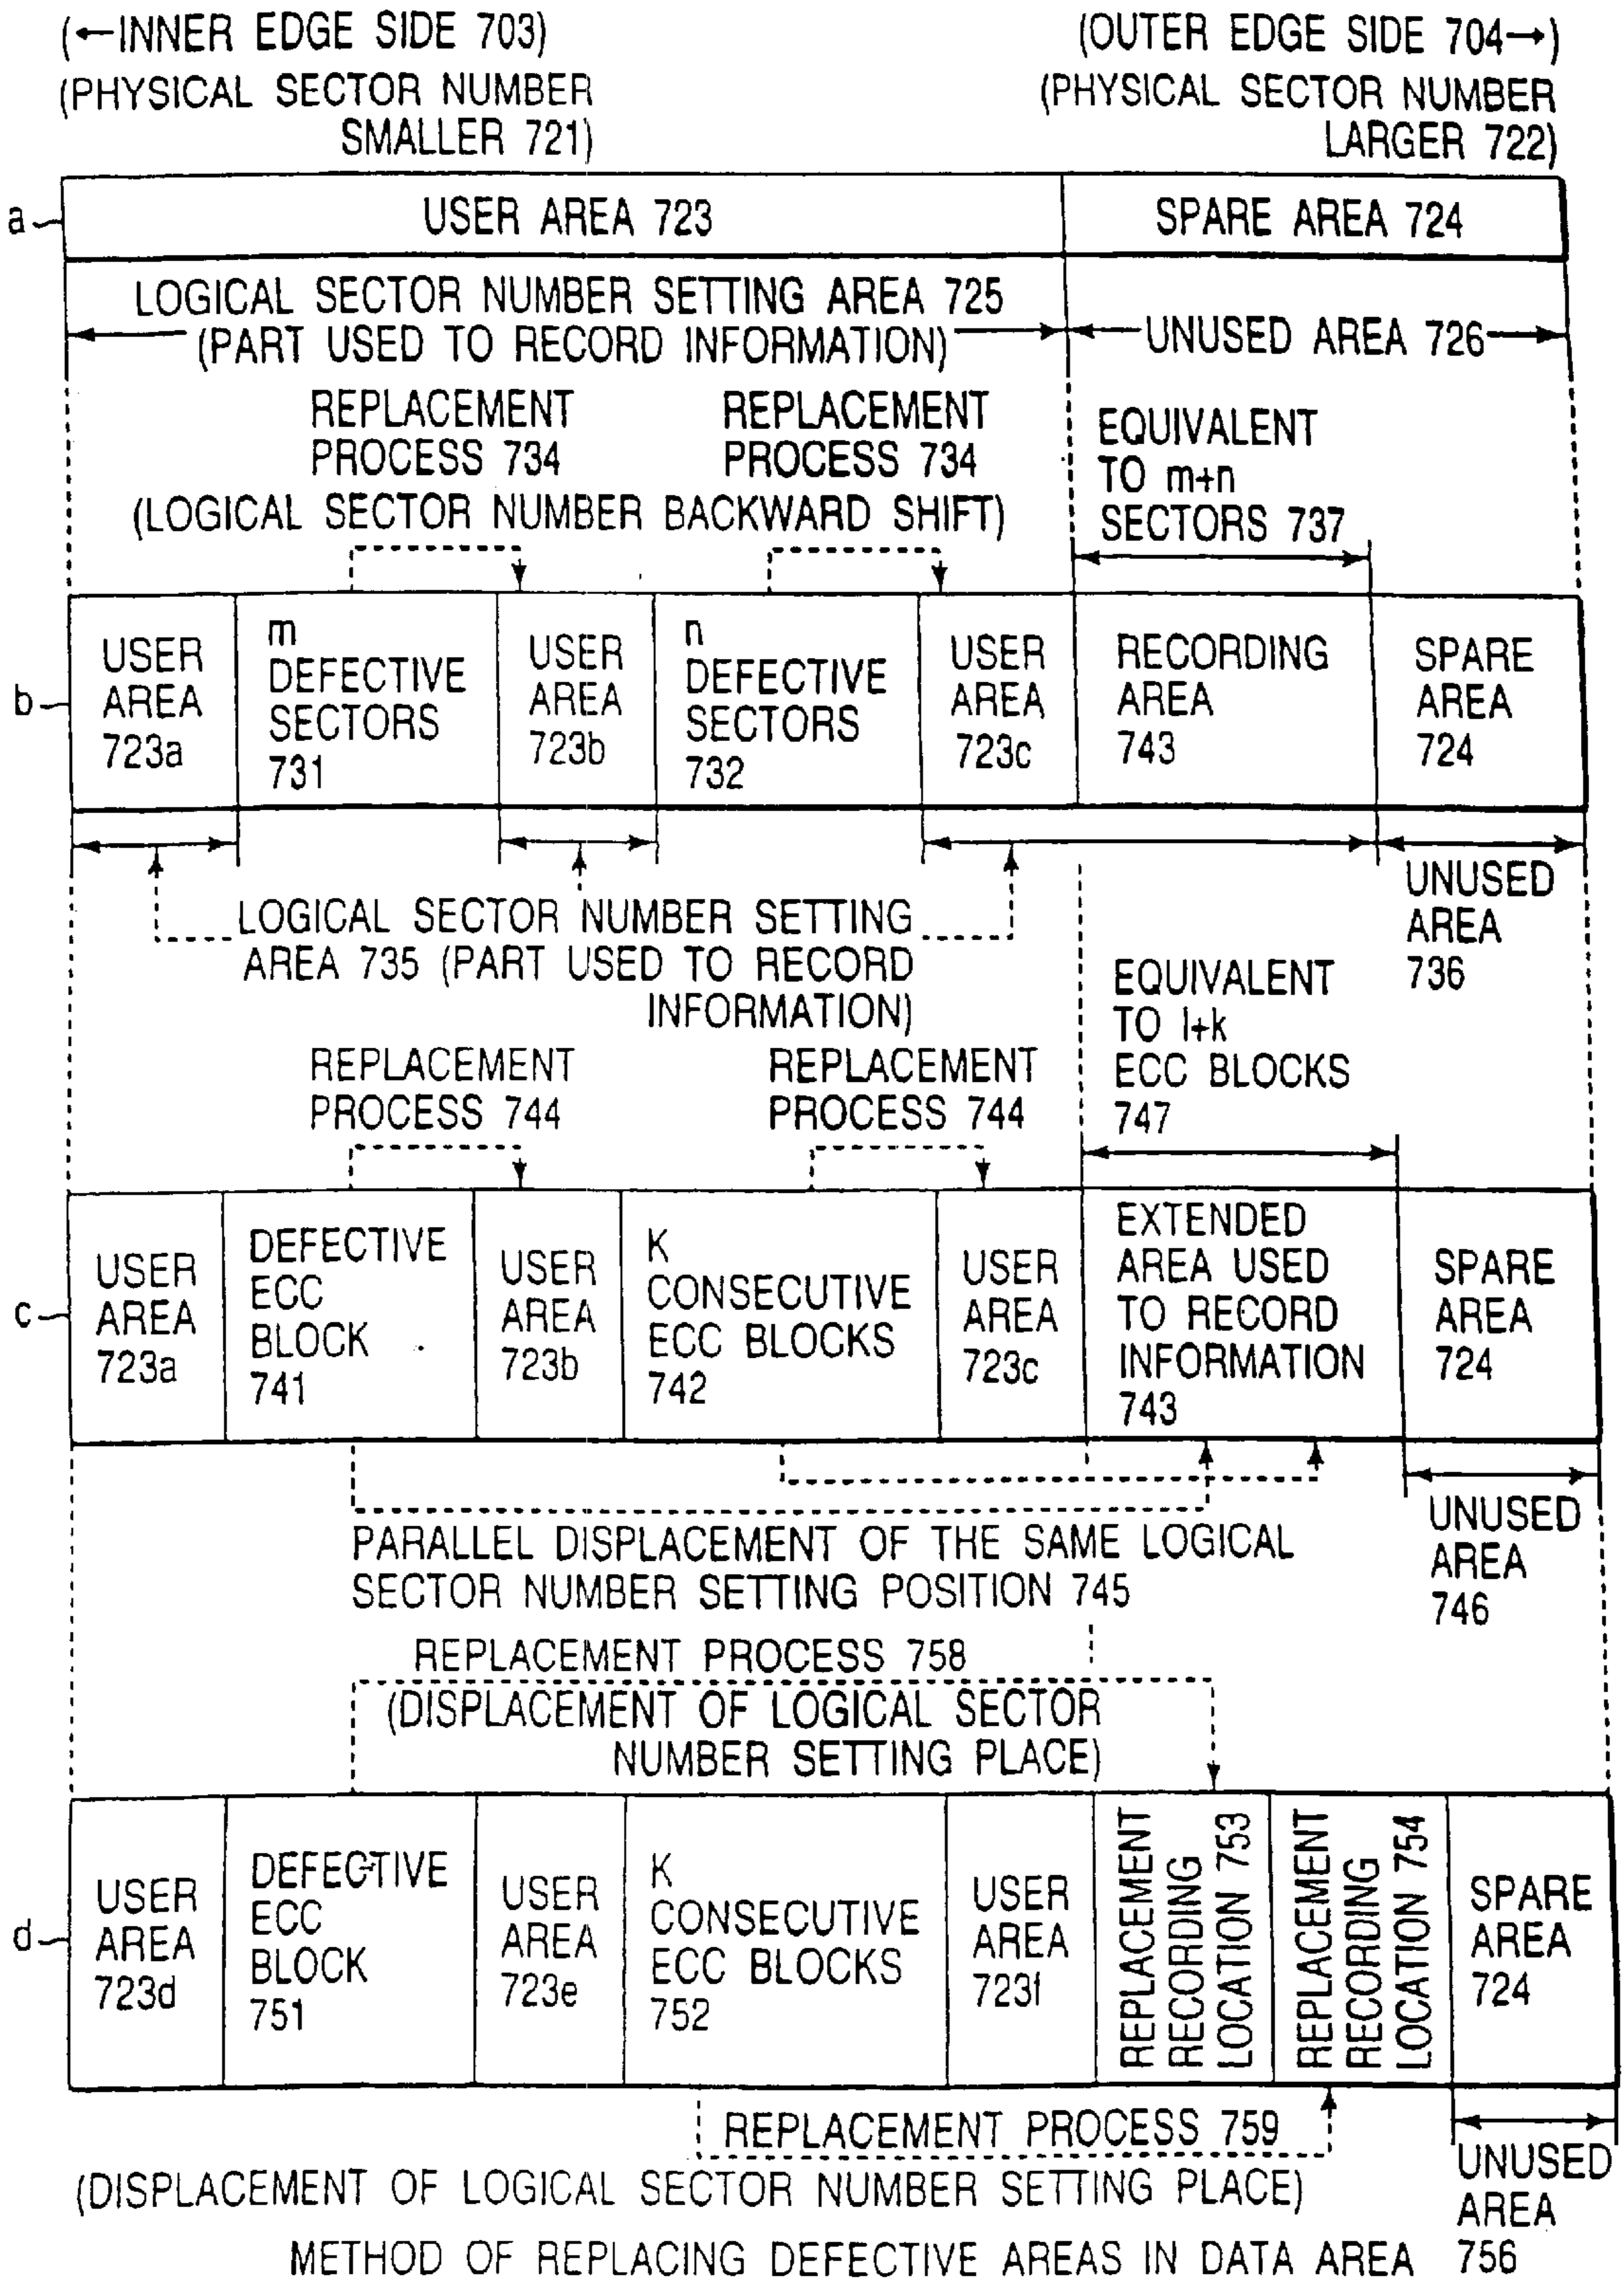 (←INNER EDGE SIDE 703)
(OUTER EDGE SIDE 704→)
(PHYSICAL SECTOR NUMBER
SMALLER 721)
(PHYSICAL SECTOR NUMBER
LARGER 722)
a
USER AREA 723
SPARE AREA 724
LOGICAL SECTOR NUMBER SETTING AREA 725
(PART USED TO RECORD INFORMATION)
UNUSED AREA 726
REPLACEMENT
PROCESS 734
REPLACEMENT
PROCESS 734
(LOGICAL SECTOR NUMBER BACKWARD SHIFT)
EQUIVALENT
TO m+n
SECTORS 737
b
USER
AREA
723a
m
DEFECTIVE
SECTORS
731
USER
AREA
723b
n
DEFECTIVE
SECTORS
732
USER
AREA
723c
RECORDING
AREA
743
SPARE
AREA
724
LOGICAL SECTOR NUMBER SETTING
AREA 735 (PART USED TO RECORD
INFORMATION)
UNUSED
AREA
736
REPLACEMENT
PROCESS 744
REPLACEMENT
PROCESS 744
EQUIVALENT
TO l+k
ECC BLOCKS
747
c
USER
AREA
723a
DEFECTIVE
ECC
BLOCK
741
USER
AREA
723b
K
CONSECUTIVE
ECC BLOCKS
742
USER
AREA
723c
EXTENDED
AREA USED
TO RECORD
INFORMATION
743
SPARE
AREA
724
PARALLEL DISPLACEMENT OF THE SAME LOGICAL
SECTOR NUMBER SETTING POSITION 745
UNUSED
AREA
746
REPLACEMENT PROCESS 758
(DISPLACEMENT OF LOGICAL SECTOR
NUMBER SETTING PLACE)
d
USER
AREA
723d
DEFECTIVE
ECC
BLOCK
751
USER
AREA
723e
K
CONSECUTIVE
ECC BLOCKS
752
USER
AREA
723f
REPLACEMENT
RECORDING
LOCATION 753
REPLACEMENT
RECORDING
LOCATION 754
SPARE
AREA
724
REPLACEMENT PROCESS 759
(DISPLACEMENT OF LOGICAL SECTOR NUMBER SETTING PLACE)
UNUSED
AREA
756
METHOD OF REPLACING DEFECTIVE AREAS IN DATA AREA